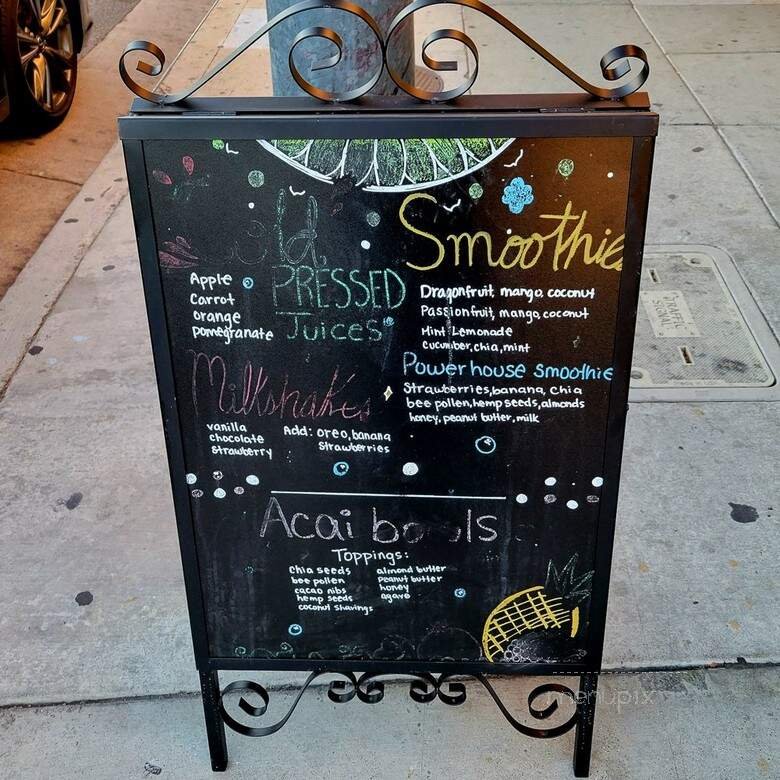 Cold
PRESSED
Juices
Apple
Carrot
orange
pomegranate
Smoothie
Dragonfruit, mango, coconut
Passionfruit, mango, coconut
Mint Lemonade
cucumber, chia, mint
Powerhouse smoothie
Strawberries, banana, chia
bee pollen, hemp seeds, almonds
honey, peanut butter, milk
Milkshakes
vanilla
chocolate
strawberry
Add: oreo, banana
Strawberries
Acai bowls
Toppings:
chia seeds
bee pollen
cacao nibs
hemp seeds
coconut shavings
almond butter
peanut butter
honey
agave
menupix